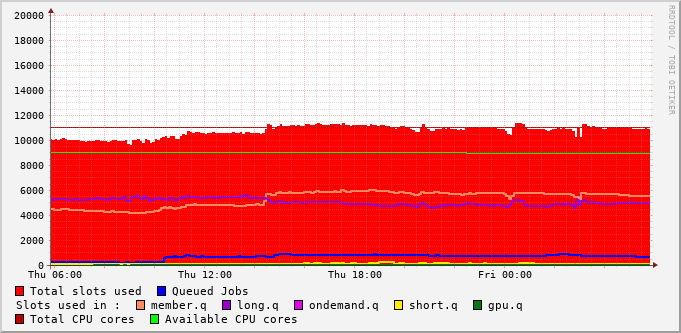 20000
18000
16000
14000
12000
10000
8000
6000
4000
2000
0
Thu 06:00 Thu 12:00 Thu 18:00 Fri 00:00
Total slots used Queued Jobs
Slots used in : member.q long.q ondemand.q short.q gpu.q
Total CPU cores Available CPU cores
RRDTOOL / TOBI OETIKER